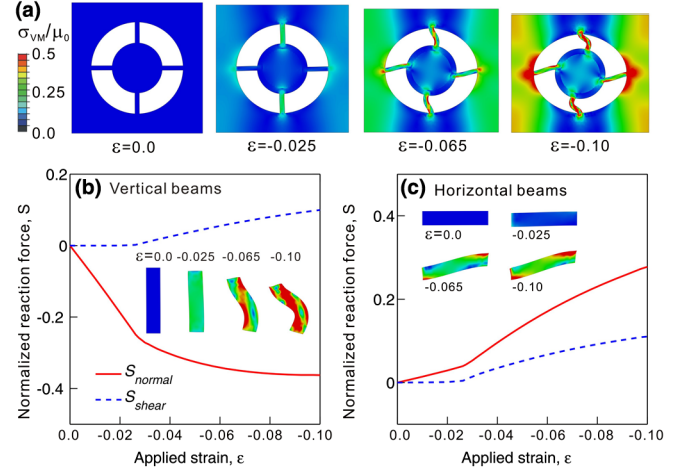 (a)
σVM/μ0
0.5
0.25
0.0
ε=0.0
ε=-0.025
ε=-0.065
ε=-0.10
(b) Vertical beams
Normalized reaction force, S
0.2
0
-0.2
-0.4
ε=0.0 -0.025 -0.065 -0.10
Snormal
Sshear
0.0 -0.02 -0.04 -0.06 -0.08 -0.10
Applied strain, ε
(c) Horizontal beams
Normalized reaction force, S
0.4
0.2
0
ε=0.0
-0.025
-0.065
-0.10
0.0 -0.02 -0.04 -0.06 -0.08 -0.10
Applied strain, ε